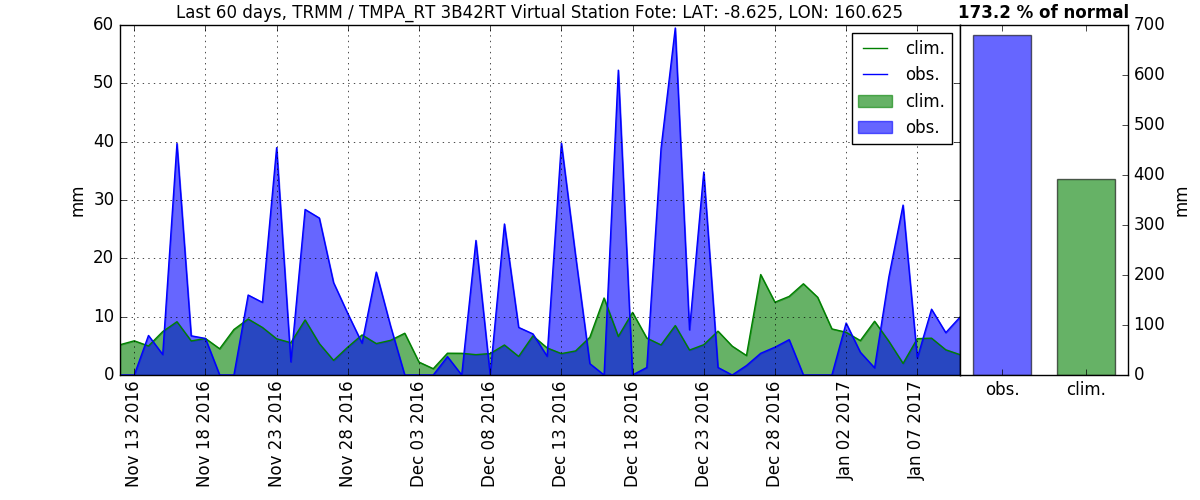 Last 60 days, TRMM / TMPA_RT 3B42RT Virtual Station Fote: LAT: -8.625, LON: 160.625
173.2 % of normal
60
50
40
30
20
10
0
mm
clim.
obs.
clim.
obs.
Nov 13 2016
Nov 18 2016
Nov 23 2016
Nov 28 2016
Dec 03 2016
Dec 08 2016
Dec 13 2016
Dec 18 2016
Dec 23 2016
Dec 28 2016
Jan 02 2017
Jan 07 2017
700
600
500
400
300
200
100
0
mm
obs.
clim.